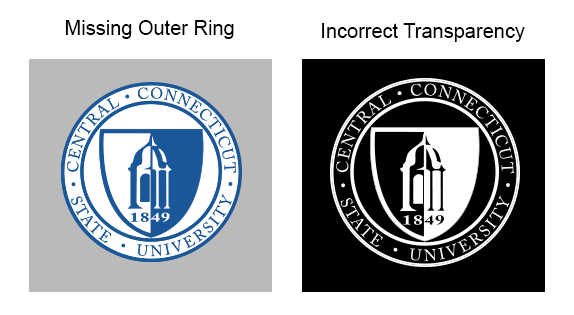 Missing Outer Ring
Incorrect Transparency
CENTRAL • CONNECTICUT • STATE • UNIVERSITY •
1849
CENTRAL • CONNECTICUT • STATE • UNIVERSITY •
1849